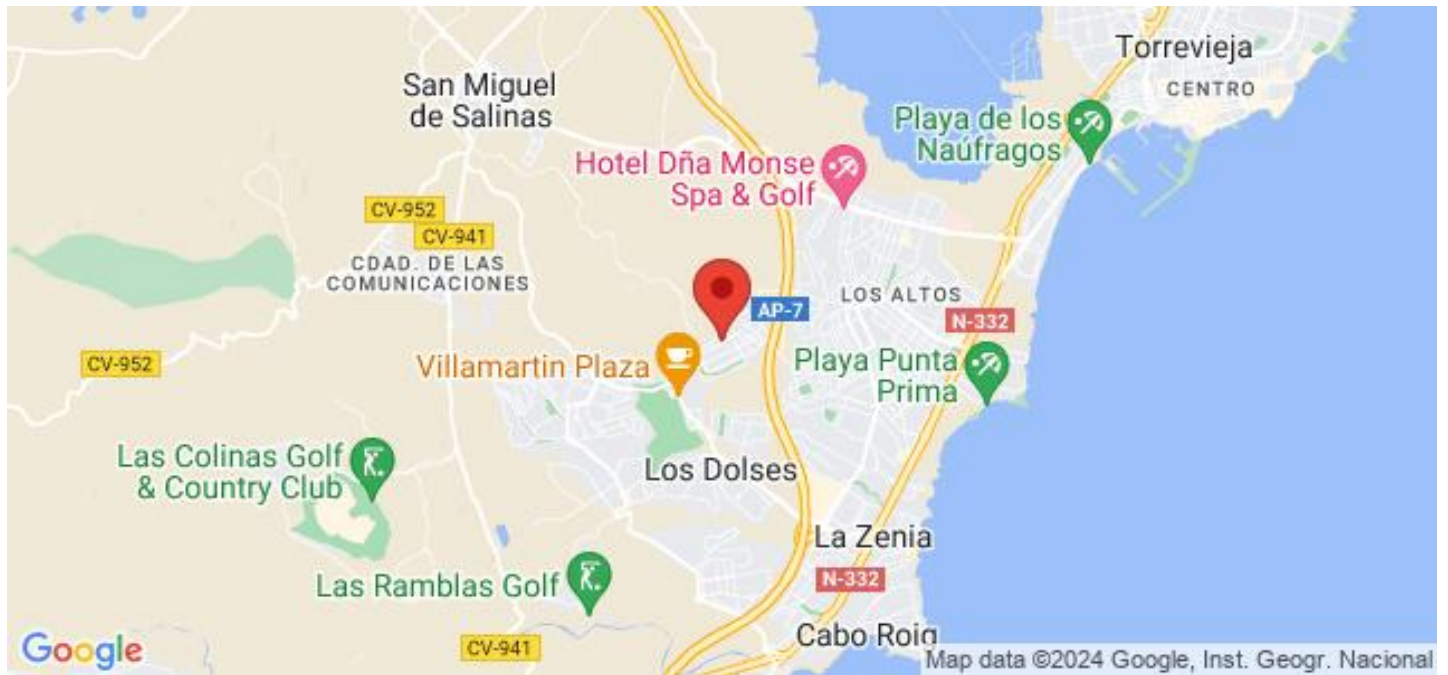 Torrevieja
CENTRO
San Miguel
de Salinas
Playa de los
Naúfragos
Hotel Dña Monse
Spa & Golf
CV-952
CV-941
CDAD. DE LAS
COMUNICACIONES
LOS ALTOS
AP-7
N-332
CV-952
Villamartin Plaza
Playa Punta
Prima
Las Colinas Golf
& Country Club
Los Dolses
La Zenia
N-332
Las Ramblas Golf
Cabo Roig
CV-941
Google
Map data ©2024 Google, Inst. Geogr. Nacional